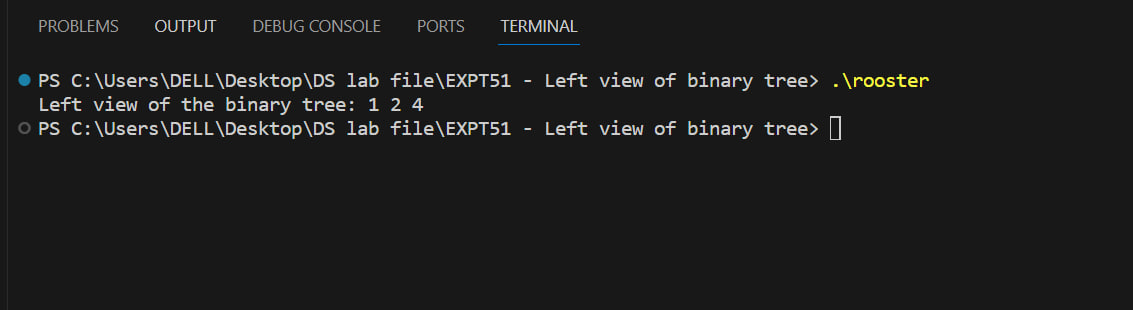 PROBLEMS OUTPUT DEBUG CONSOLE PORTS TERMINAL
PS C:\Users\DELL\Desktop\DS lab file\EXPT51 - Left view of binary tree> .\rooster
Left view of the binary tree: 1 2 4
PS C:\Users\DELL\Desktop\DS lab file\EXPT51 - Left view of binary tree>